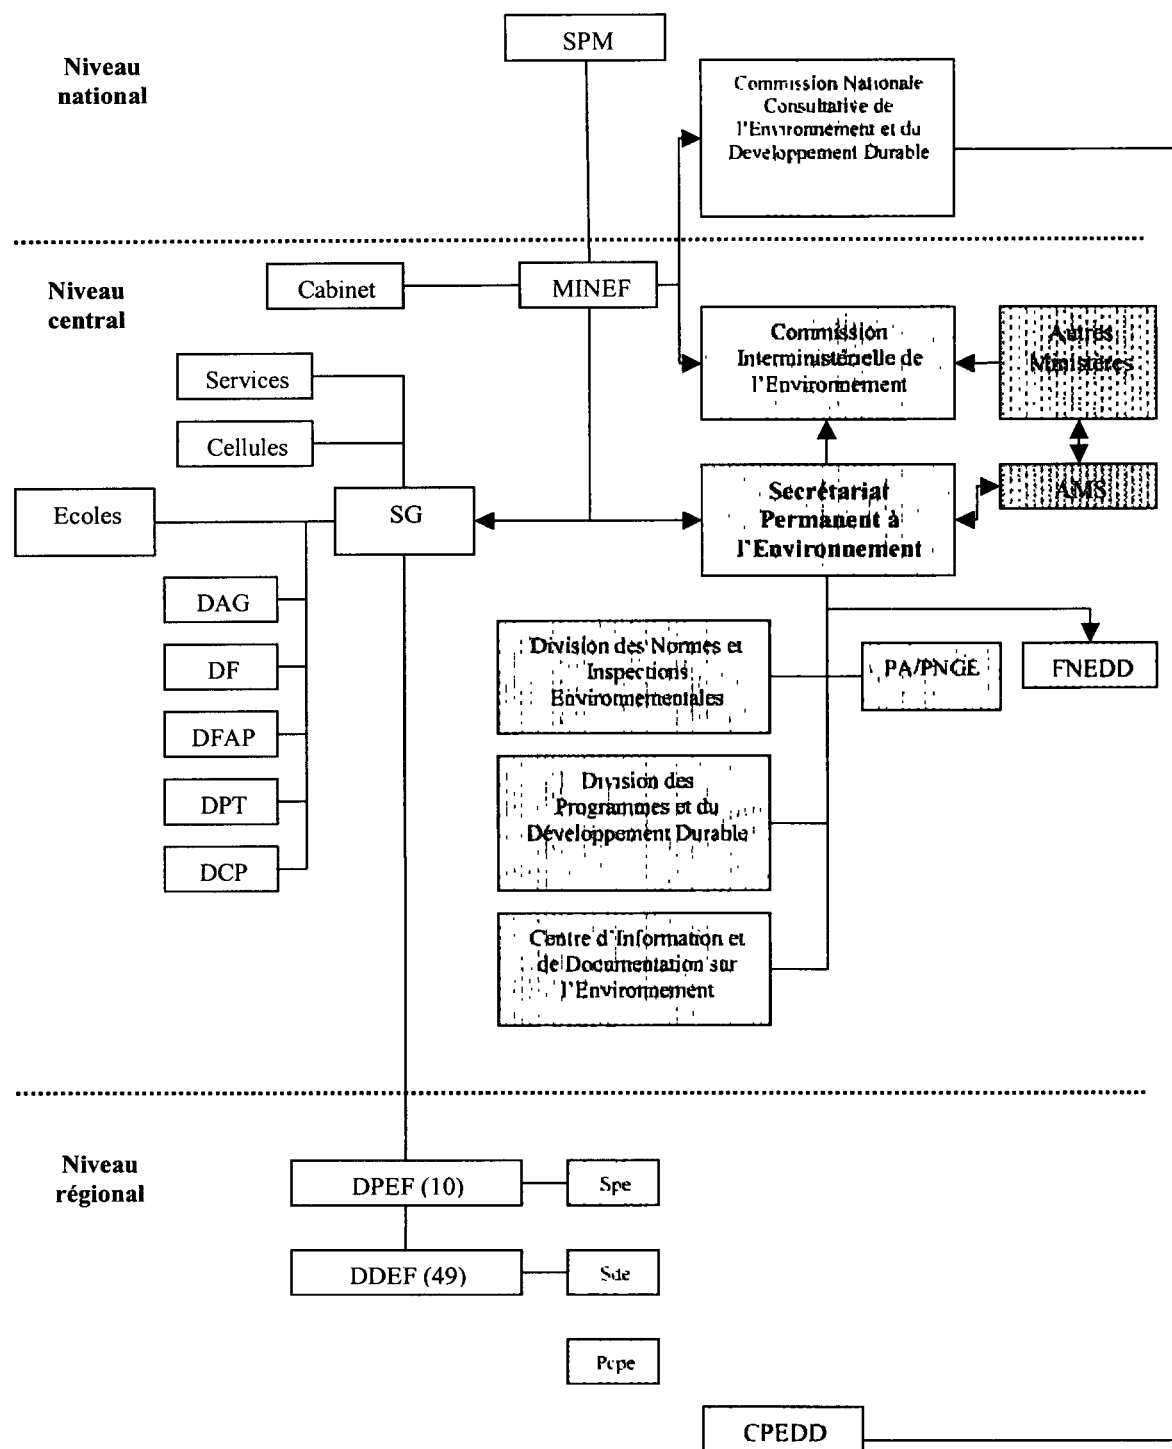 SPM
Niveau
national
Commission Nationale
Consultative de
l'Environnement et du
Developpement Durable
Niveau
central
Cabinet
MINEF
Commission
Interministérielle de
l'Environnement
Autres
Ministères
Services
Cellules
Ecoles
SG
Secrétariat
Permanent à
l'Environnement
AMS
DAG
DF
DFAP
DPT
DCP
Division des Normes et
Inspections
Environnementales
PA/PNGE
FNEDD
Division des
Programmes et du
Développement Durable
Centre d'Information et
de Documentation sur
l'Environnement
Niveau
régional
DPEF (10)
Spe
DDEF (49)
Sde
Pcpe
CPEDD